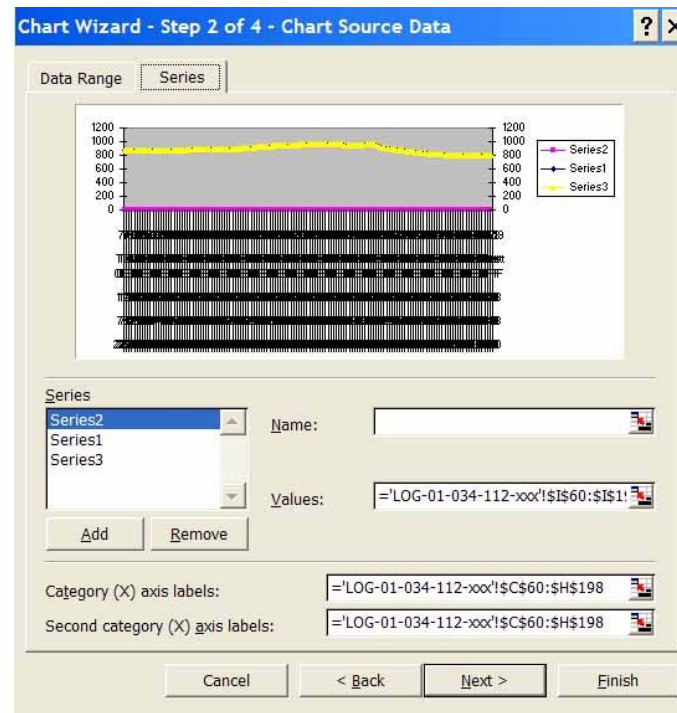 Chart Wizard - Step 2 of 4 - Chart Source Data
Data Range Series
1200 1200
1000 1000
800 800
600 600
400 400
200 200
0 0
Series2
Series1
Series3
Series
Series2
Series1
Series3
Name:
Values: ='LOG-01-034-112-xxx'!$I$60:$I$1
Add Remove
Category (X) axis labels: ='LOG-01-034-112-xxx'!$C$60:$H$198
Second category (X) axis labels: ='LOG-01-034-112-xxx'!$C$60:$H$198
Cancel < Back Next > Finish